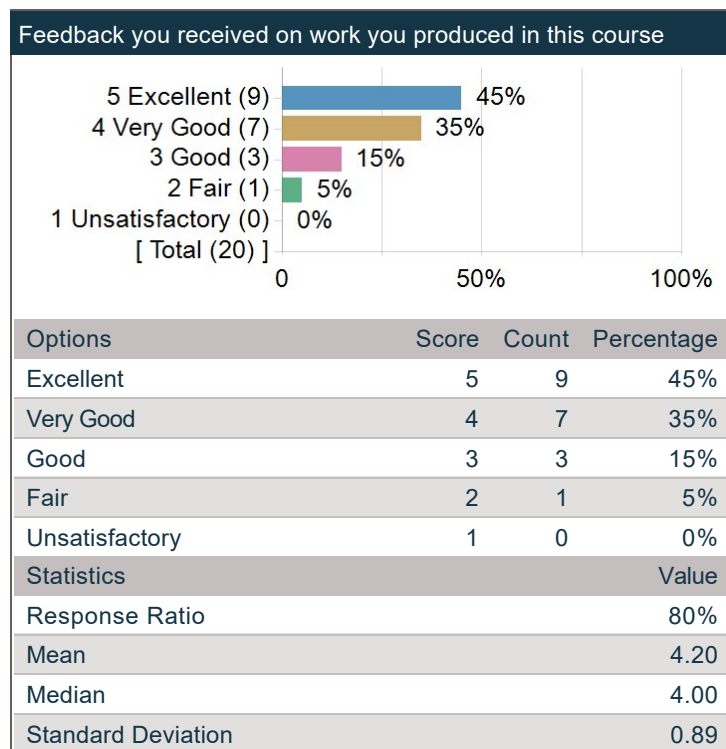 Feedback you received on work you produced in this course
5 Excellent (9) 45%
4 Very Good (7) 35%
3 Good (3) 15%
2 Fair (1) 5%
1 Unsatisfactory (0) 0%
[ Total (20) ]
0 50% 100%
Options Score Count Percentage
Excellent 5 9 45%
Very Good 4 7 35%
Good 3 3 15%
Fair 2 1 5%
Unsatisfactory 1 0 0%
Statistics Value
Response Ratio 80%
Mean 4.20
Median 4.00
Standard Deviation 0.89